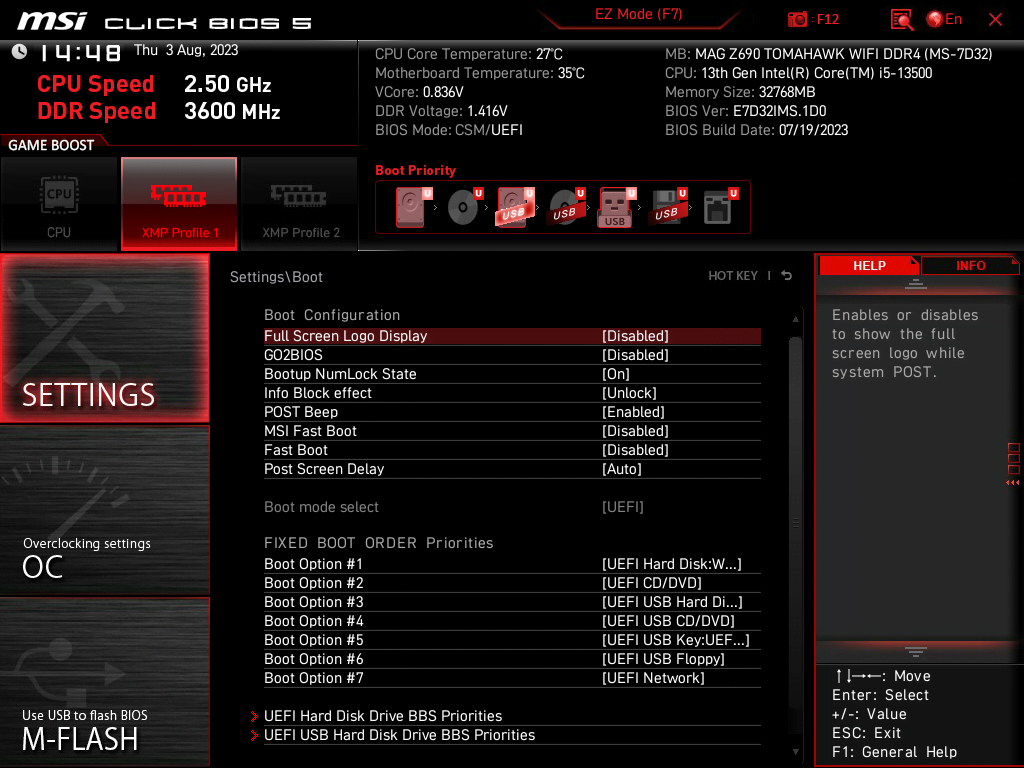 msi CLICK BIOS 5
EZ Mode (F7)
: F12
En
14:48 Thu 3 Aug, 2023
CPU Speed 2.50 GHz
DDR Speed 3600 MHz
CPU Core Temperature: 27℃
Motherboard Temperature: 35℃
VCore: 0.836V
DDR Voltage: 1.416V
BIOS Mode: CSM/UEFI
MB: MAG Z690 TOMAHAWK WIFI DDR4 (MS-7D32)
CPU: 13th Gen Intel(R) Core(TM) i5-13500
Memory Size: 32768MB
BIOS Ver: E7D32IMS.1D0
BIOS Build Date: 07/19/2023
GAME BOOST
CPU
CPU
XMP Profile 1
XMP Profile 2
Boot Priority
U U U U U U U
USB USB USB USB
SETTINGS
Overclocking settings
OC
Use USB to flash BIOS
M-FLASH
Settings\Boot
HOT KEY |
Boot Configuration
Full Screen Logo Display [Disabled]
GO2BIOS [Disabled]
Bootup NumLock State [On]
Info Block effect [Unlock]
POST Beep [Enabled]
MSI Fast Boot [Disabled]
Fast Boot [Disabled]
Post Screen Delay [Auto]
Boot mode select [UEFI]
FIXED BOOT ORDER Priorities
Boot Option #1 [UEFI Hard Disk:W...]
Boot Option #2 [UEFI CD/DVD]
Boot Option #3 [UEFI USB Hard Di...]
Boot Option #4 [UEFI USB CD/DVD]
Boot Option #5 [UEFI USB Key:UEF...]
Boot Option #6 [UEFI USB Floppy]
Boot Option #7 [UEFI Network]
UEFI Hard Disk Drive BBS Priorities
UEFI USB Hard Disk Drive BBS Priorities
HELP
INFO
Enables or disables
to show the full
screen logo while
system POST.
↑↓→←: Move
Enter: Select
+/-: Value
ESC: Exit
F1: General Help